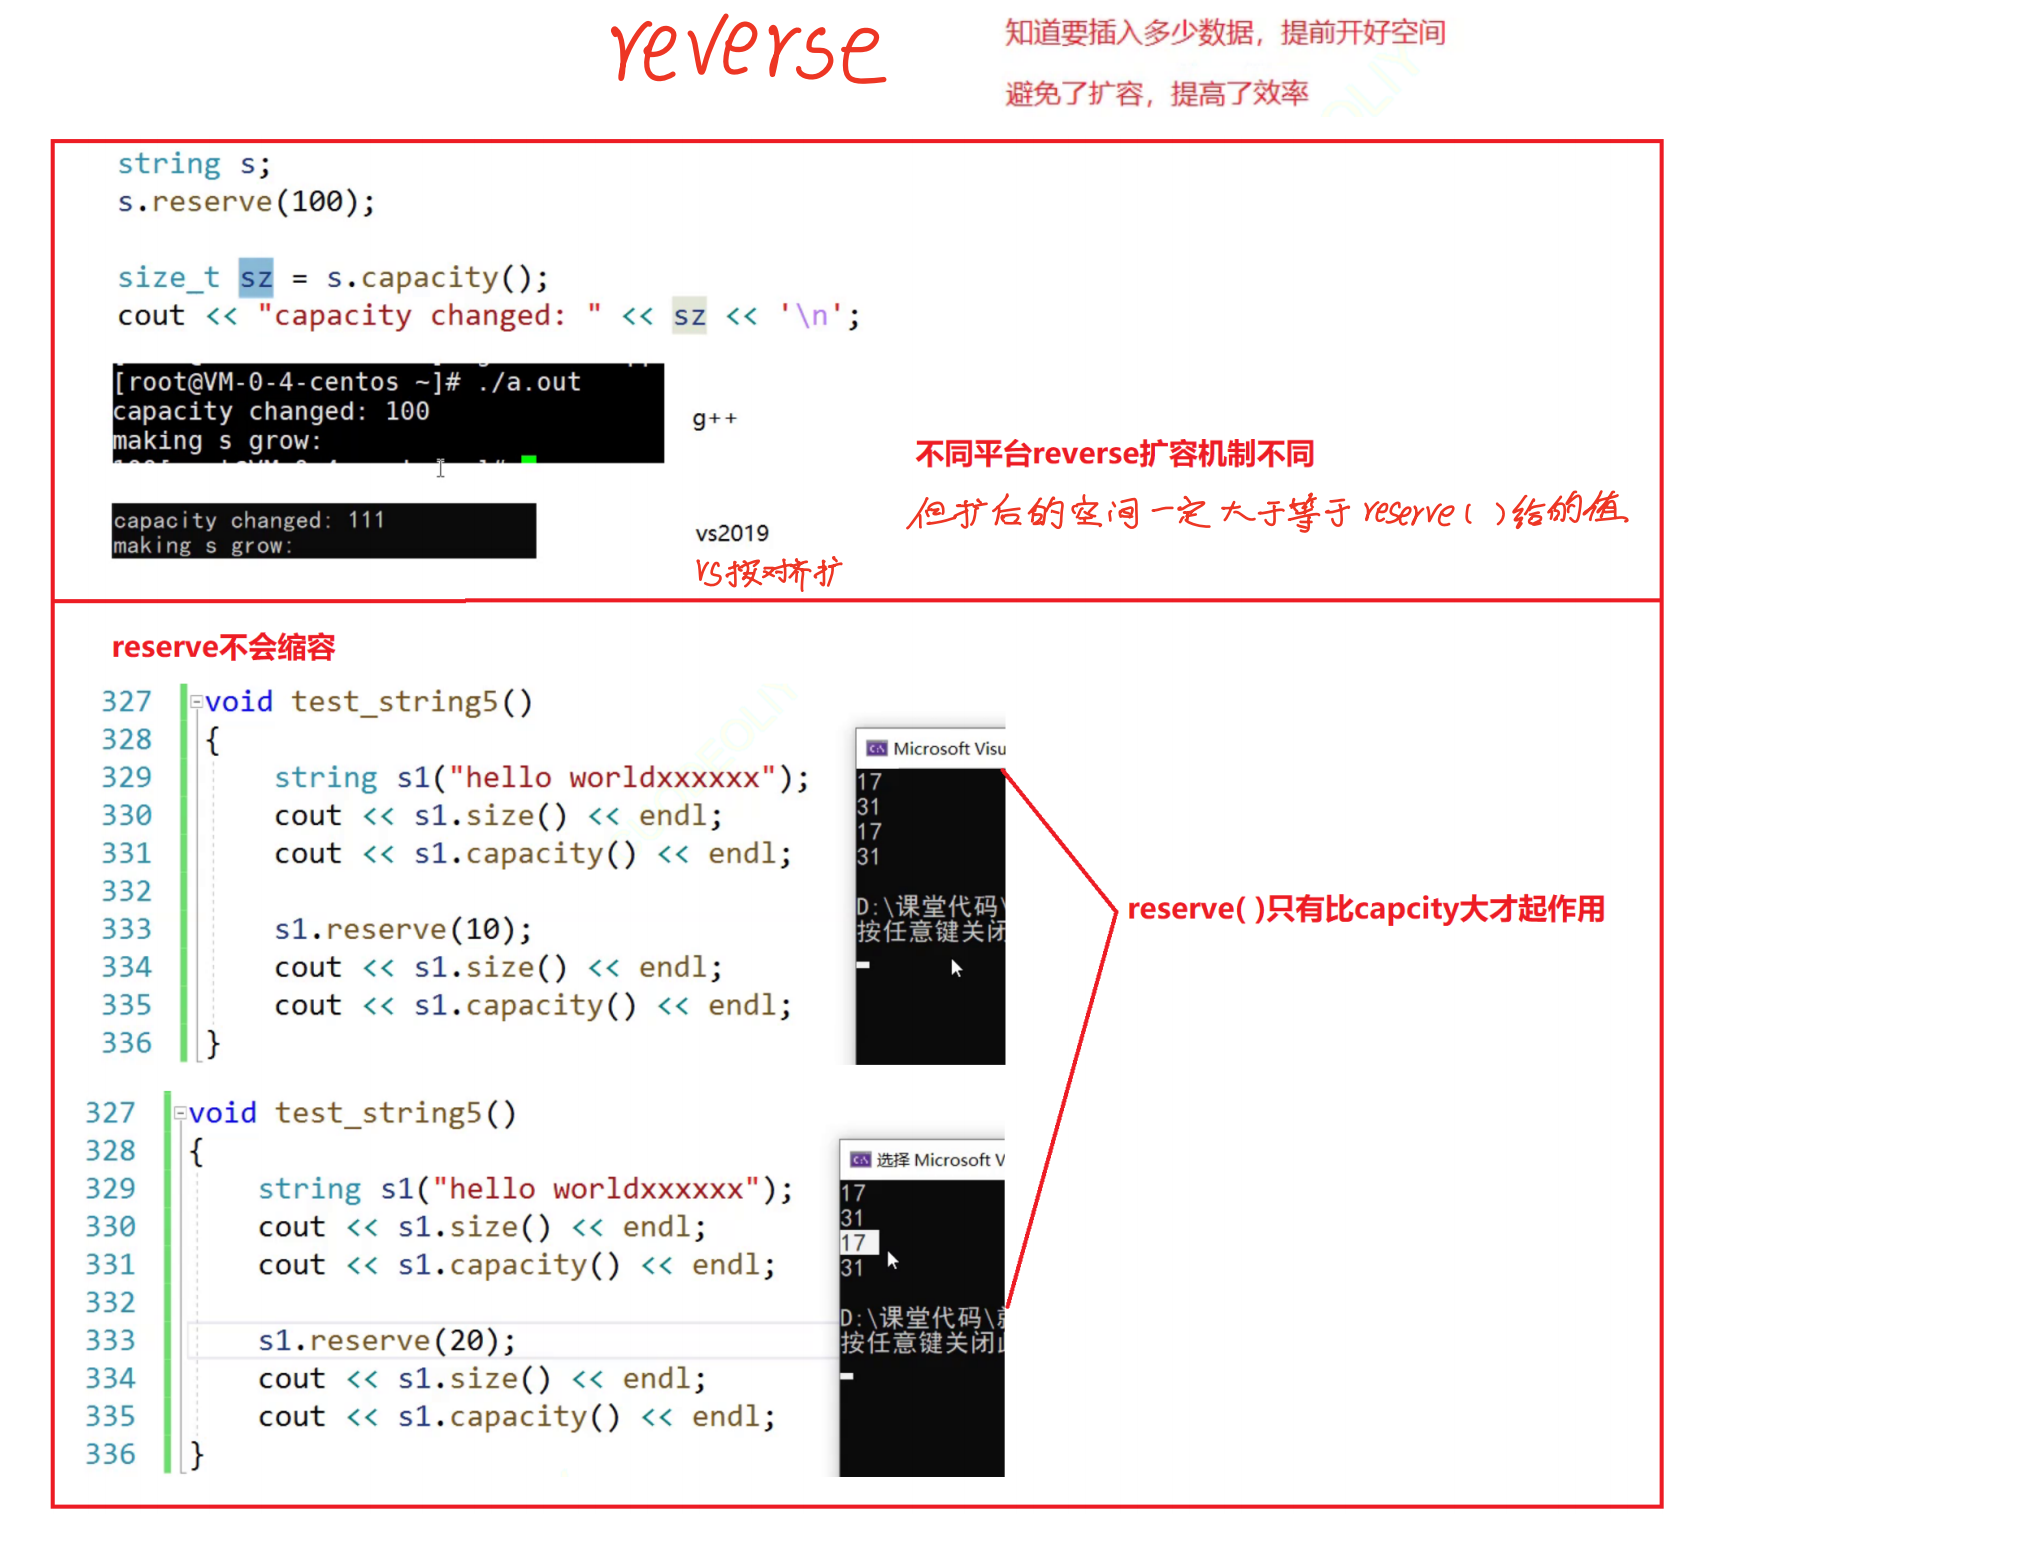 reverse
知道要插入多少数据，提前开好空间
避免了扩容，提高了效率
string s;
s.reserve(100);
size_t sz = s.capacity();
cout << "capacity changed: " << sz << '\n';
[root@VM-0-4-centos ~]# ./a.out
capacity changed: 100
making s grow:
g++
不同平台reverse扩容机制不同
但扩后的空间一定大于等于reserve( )给的值
capacity changed: 111
making s grow:
vs2019
VS按对齐扩
reserve不会缩容
327 void test_string5()
328 {
329 string s1("hello worldxxxxxx");
330 cout << s1.size() << endl;
331 cout << s1.capacity() << endl;
332
333 s1.reserve(10);
334 cout << s1.size() << endl;
335 cout << s1.capacity() << endl;
336 }
Microsoft Visu
17
31
17
31
D:\课堂代码\
按任意键关闭
reserve( )只有比capcity大才起作用
327 void test_string5()
328 {
329 string s1("hello worldxxxxxx");
330 cout << s1.size() << endl;
331 cout << s1.capacity() << endl;
332
333 s1.reserve(20);
334 cout << s1.size() << endl;
335 cout << s1.capacity() << endl;
336 }
选择 Microsoft V
17
31
17
31
D:\课堂代码\
按任意键关闭